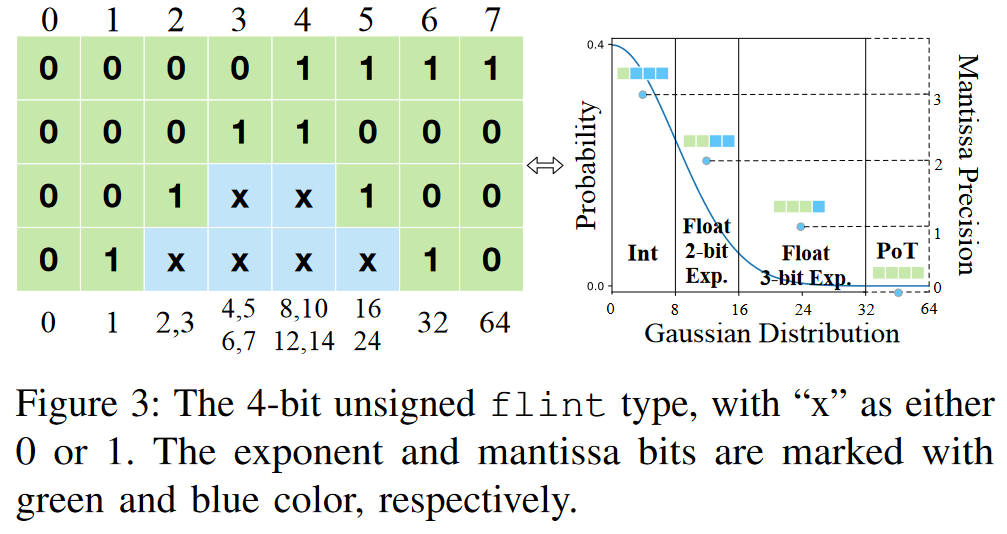 0 1 2 3 4 5 6 7
0 0 0 0 1 1 1 1
0 0 0 1 1 0 0 0
0 0 1 x x 1 0 0
0 1 x x x x 1 0
0 1 2,3 4,5 8,10 16 32 64
6,7 12,14 24
⇔
Probability
0.4
0.0
Int
Float
2-bit
Exp.
Float
3-bit Exp.
PoT
3
2
1
0
Mantissa Precision
0 8 16 24 32 64
Gaussian Distribution
Figure 3: The 4-bit unsigned flint type, with “x” as either
0 or 1. The exponent and mantissa bits are marked with
green and blue color, respectively.